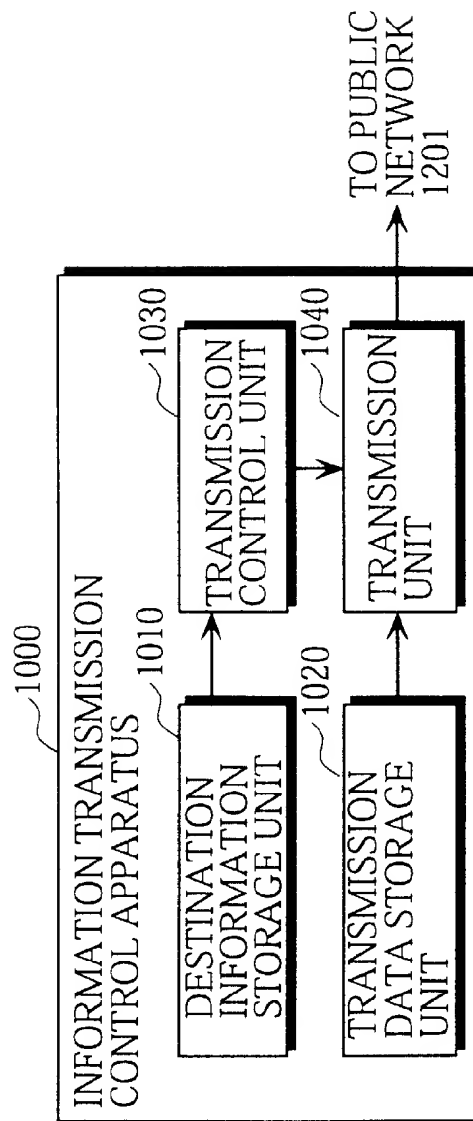 1000
INFORMATION TRANSMISSION
CONTROL APPARATUS
1010
DESTINATION
INFORMATION
STORAGE UNIT
1030
TRANSMISSION
CONTROL UNIT
1020
TRANSMISSION
DATA STORAGE
UNIT
1040
TRANSMISSION
UNIT
TO PUBLIC
NETWORK
1201